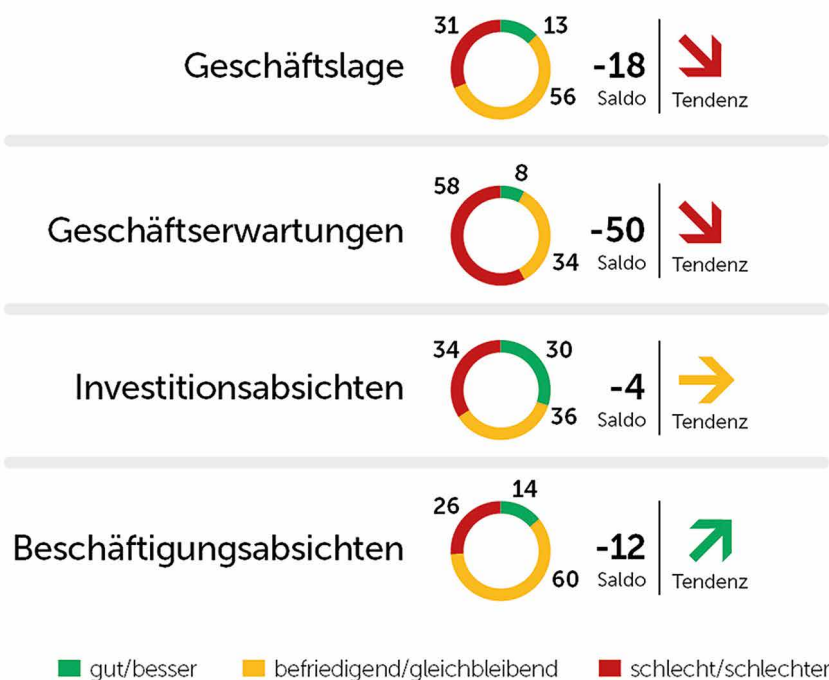 31 13
Geschäftslage -18
56 Saldo Tendenz
8
58
Geschäftserwartungen -50
34 Saldo Tendenz
34 30
Investitionsabsichten -4
36 Saldo Tendenz
14
26
Beschäftigungsabsichten -12
60 Saldo Tendenz
gut/besser befriedigend/gleichbleibend schlecht/schlechter